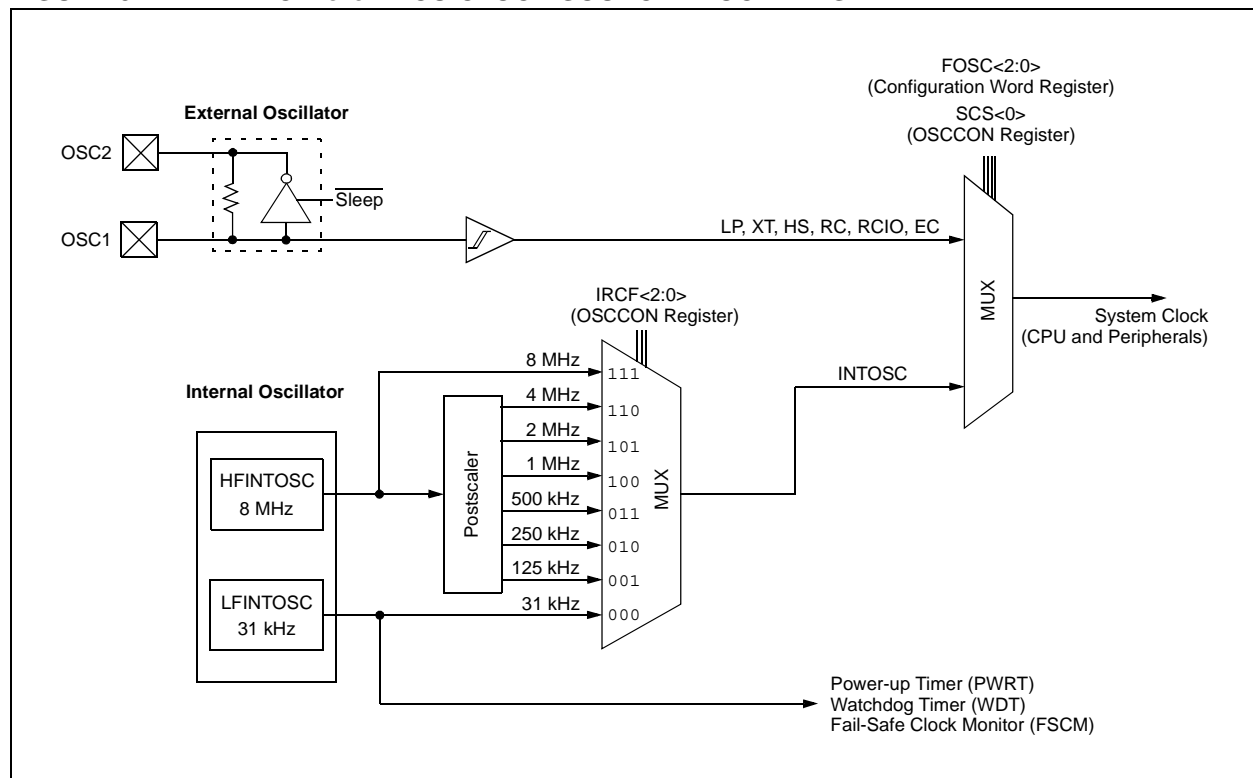 FOSC<2:0>
(Configuration Word Register)
SCS<0>
(OSCCON Register)
External Oscillator
OSC2
Sleep
OSC1
LP, XT, HS, RC, RCIO, EC
IRCF<2:0>
(OSCCON Register)
MUX
System Clock
(CPU and Peripherals)
Internal Oscillator
8 MHz
111
INTOSC
4 MHz
110
2 MHz
101
1 MHz
100
HFINTOSC
8 MHz
Postscaler
MUX
500 kHz
011
250 kHz
010
125 kHz
001
LFINTOSC
31 kHz
31 kHz
000
Power-up Timer (PWRT)
Watchdog Timer (WDT)
Fail-Safe Clock Monitor (FSCM)